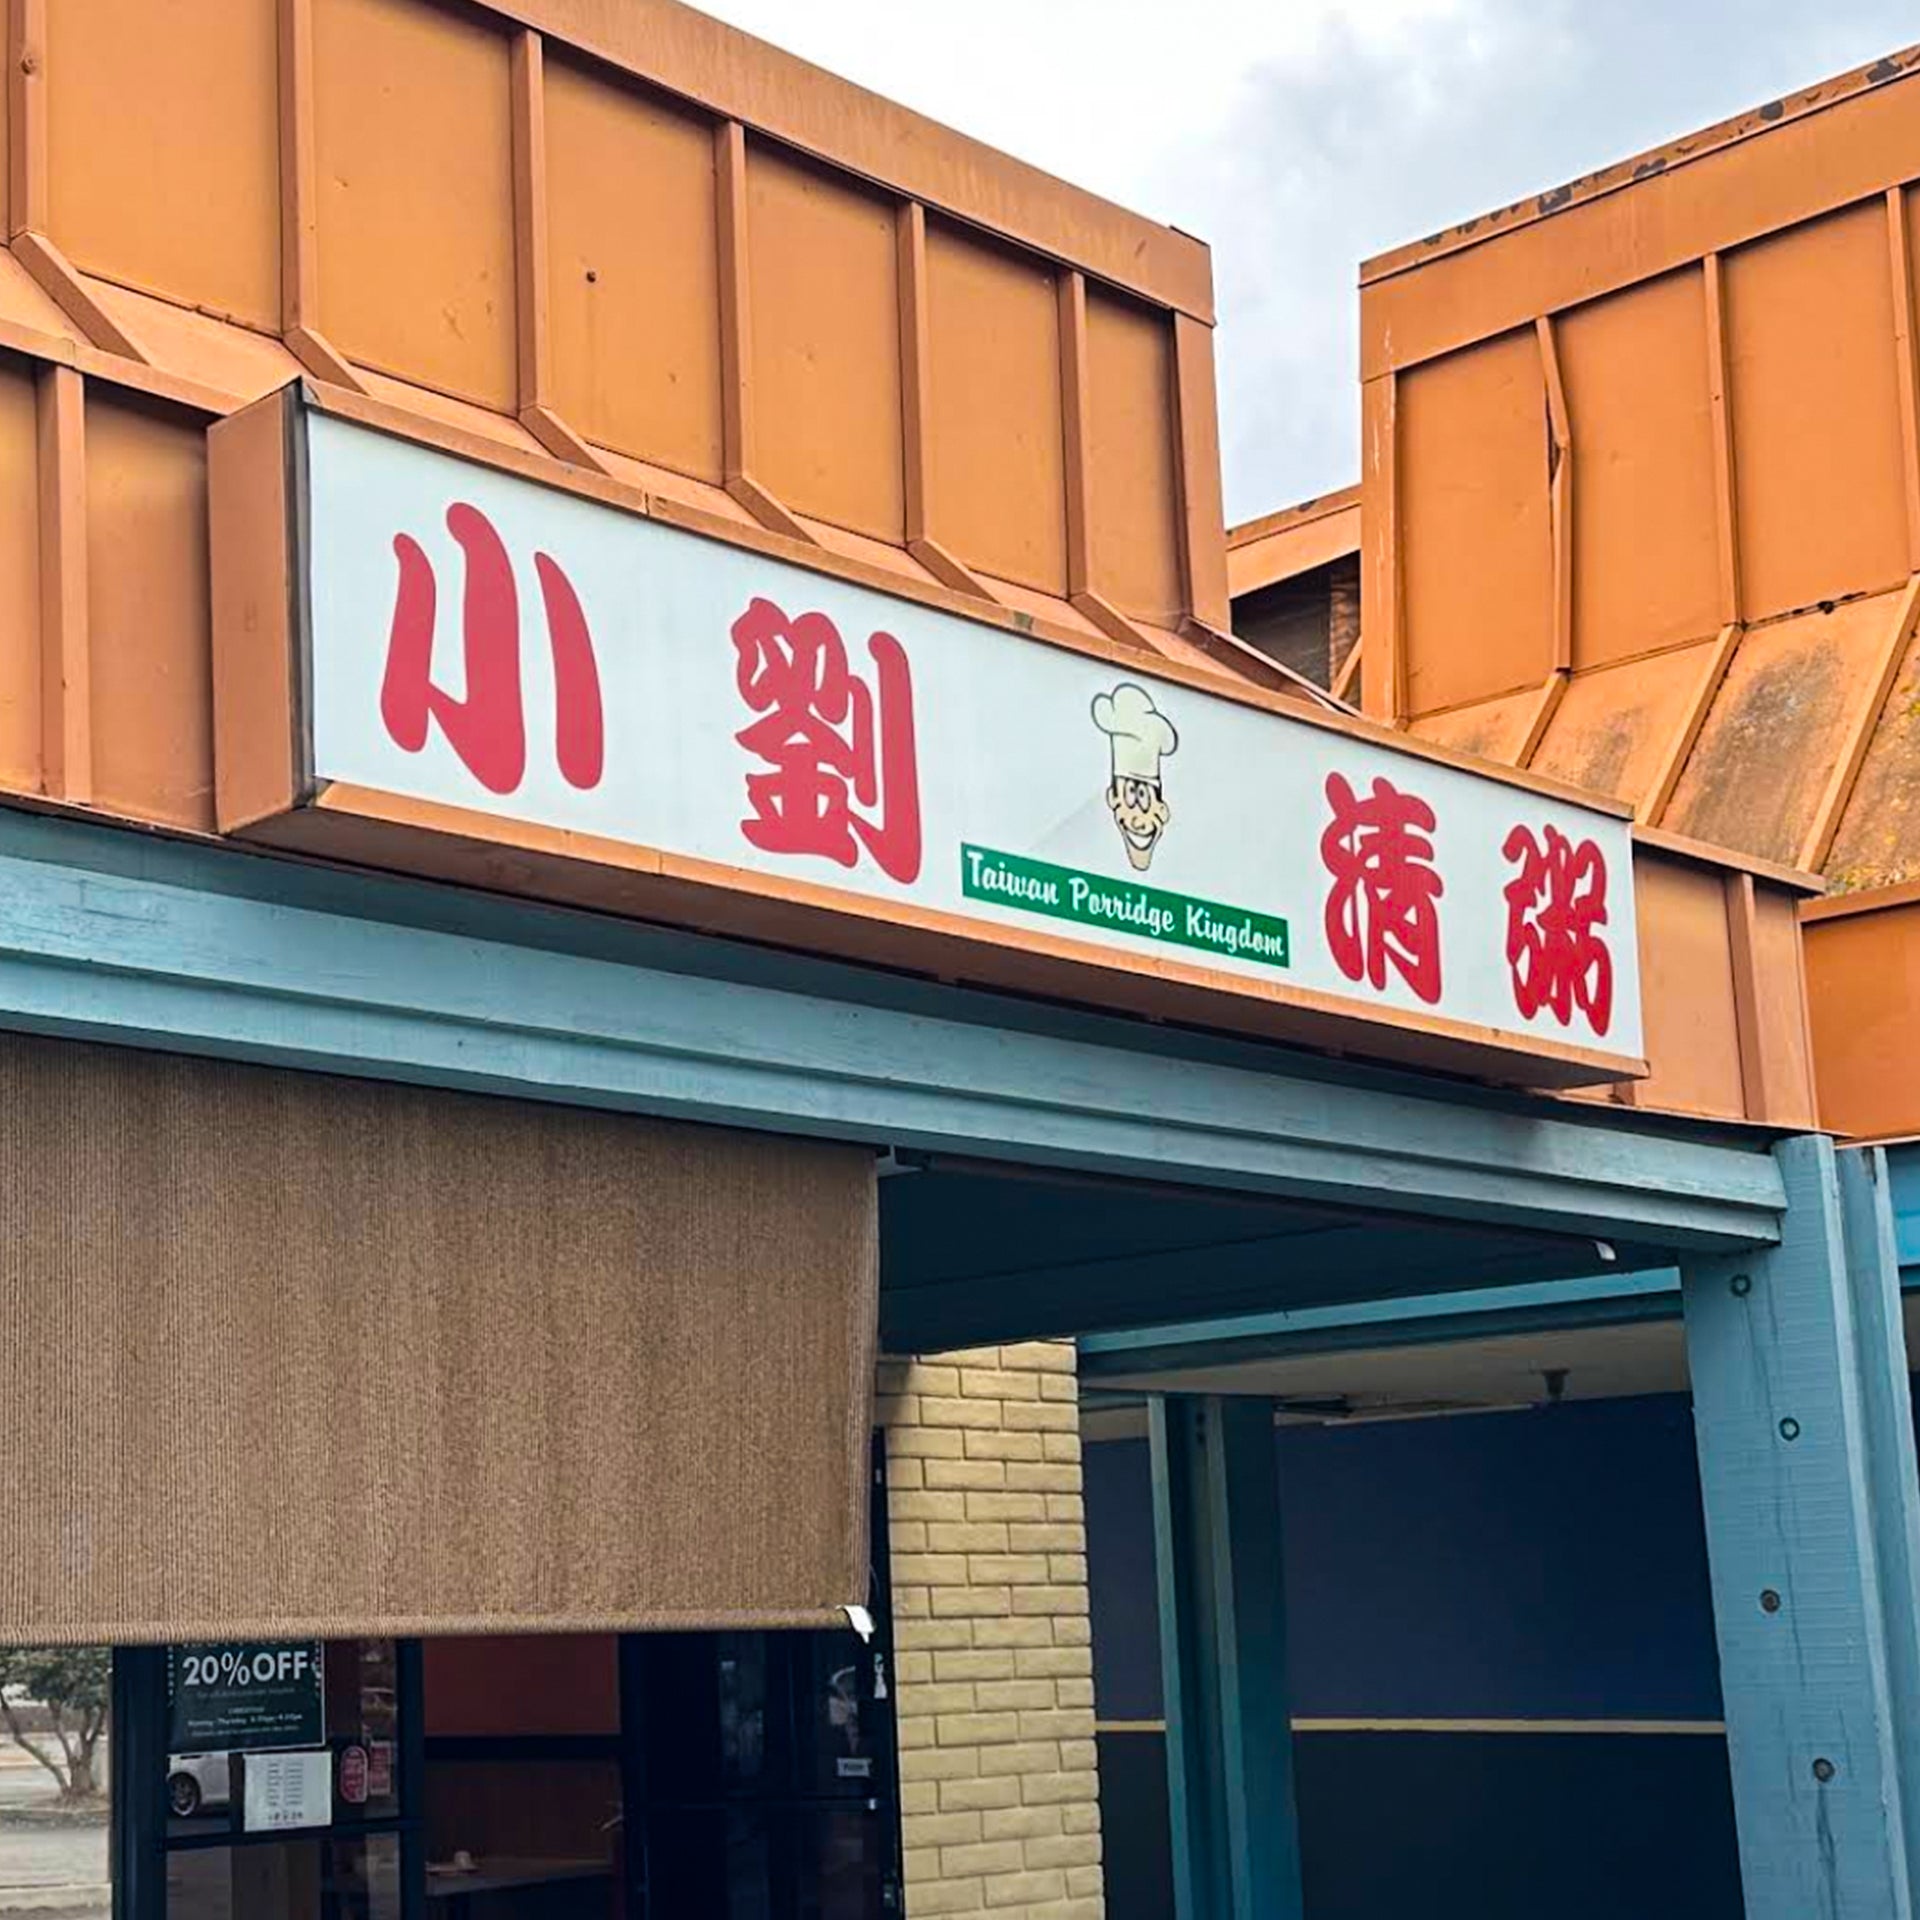 小劉清粥
Taiwan Porridge Kingdom
20%OFF